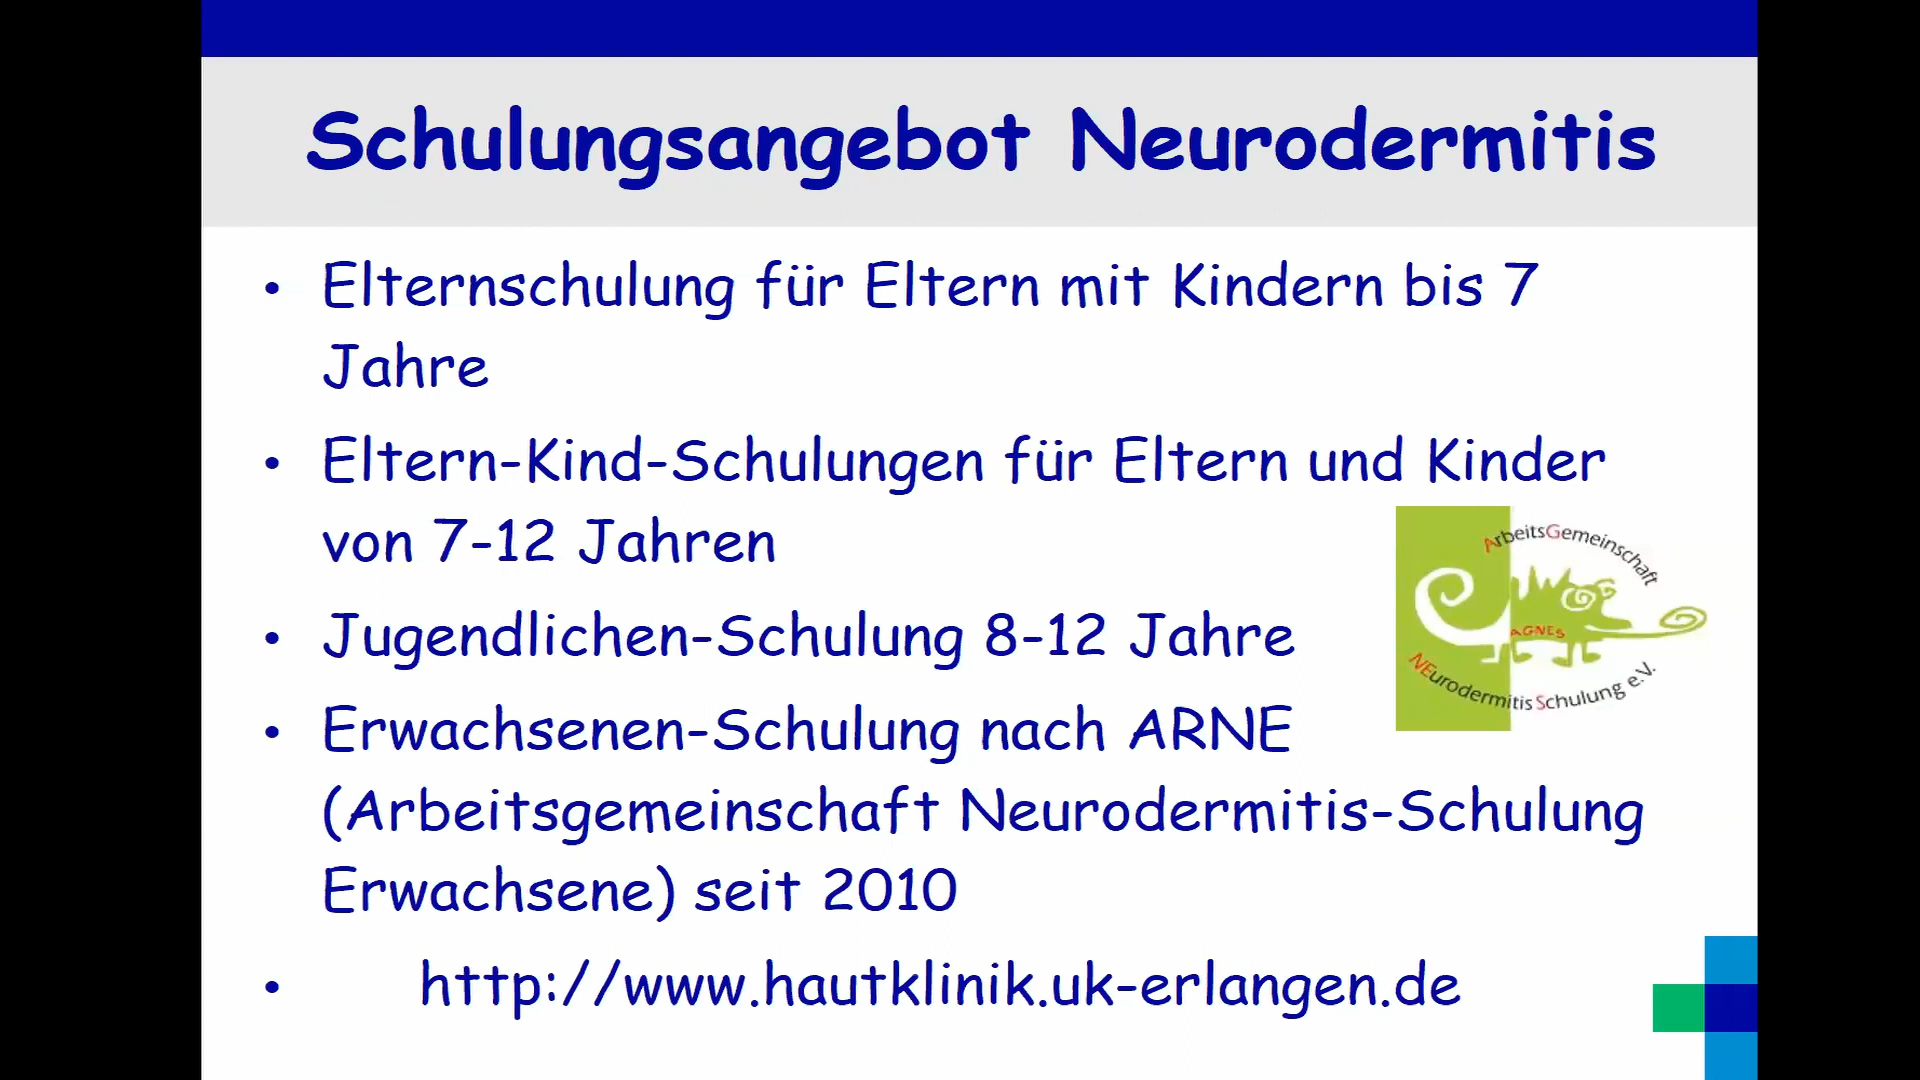 Schulungsangebot Neurodermitis
• Elternschulung für Eltern mit Kindern bis 7
Jahre
• Eltern-Kind-Schulungen für Eltern und Kinder
von 7-12 Jahren
• Jugendlichen-Schulung 8-12 Jahre
• Erwachsenen-Schulung nach ARNE
(Arbeitsgemeinschaft Neurodermitis-Schulung
Erwachsene) seit 2010
• http://www.hautklinik.uk-erlangen.de
ArbeitsGemeinschaft
AGNES
NEurodermitisSchulung e.V.